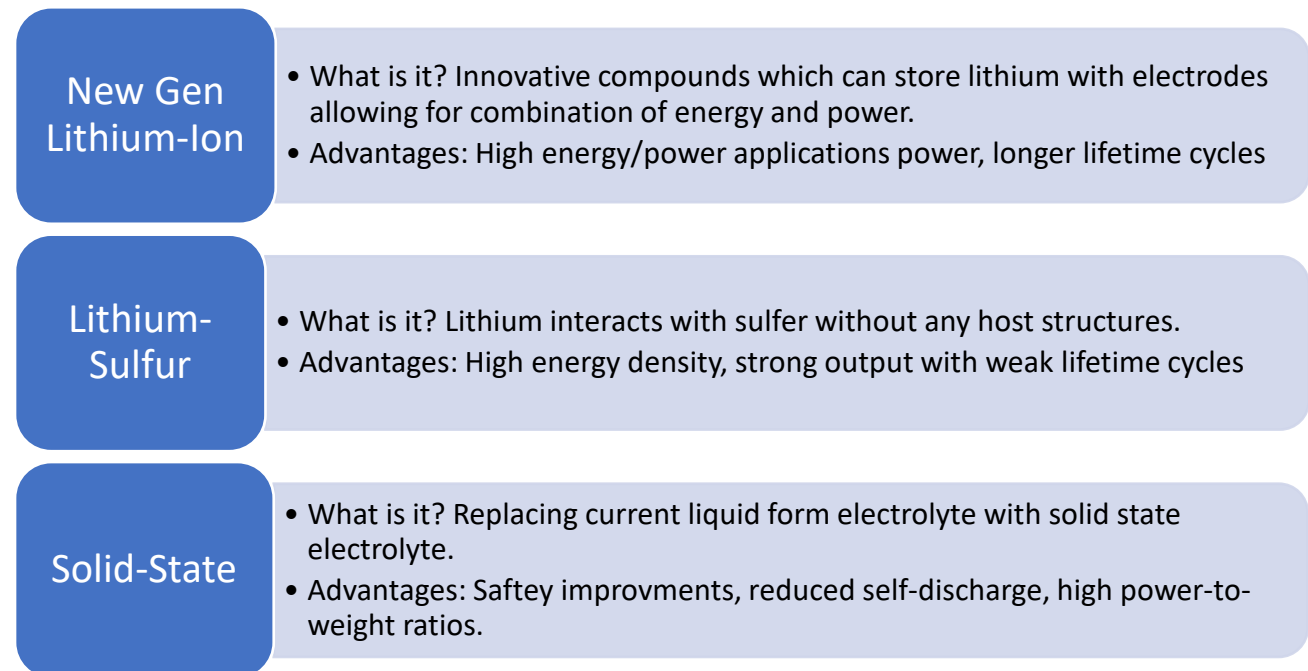 New Gen
Lithium-Ion
• What is it? Innovative compounds which can store lithium with electrodes
allowing for combination of energy and power.
• Advantages: High energy/power applications power, longer lifetime cycles
Lithium-
Sulfur
• What is it? Lithium interacts with sulfer without any host structures.
• Advantages: High energy density, strong output with weak lifetime cycles
Solid-State
• What is it? Replacing current liquid form electrolyte with solid state
electrolyte.
• Advantages: Saftey improvments, reduced self-discharge, high power-to-
weight ratios.